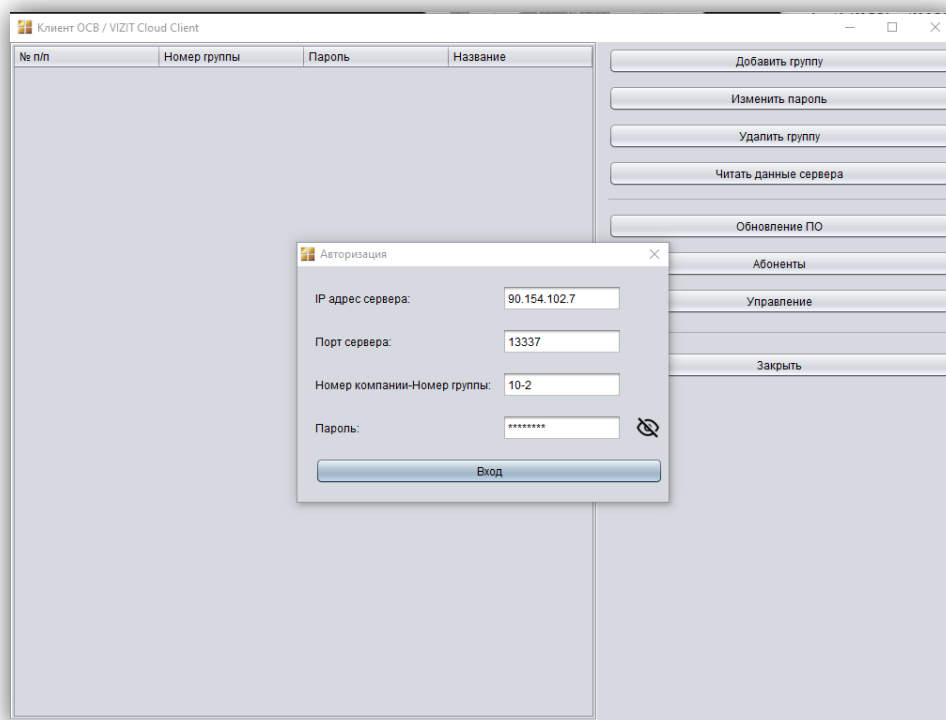 Клиент ОСВ / VIZIT Cloud Client
№ п/п Номер группы Пароль Название
Добавить группу
Изменить пароль
Удалить группу
Читать данные сервера
Обновление ПО
Абоненты
Управление
Закрыть
Авторизация
IP адрес сервера: 90.154.102.7
Порт сервера: 13337
Номер компании-Номер группы: 10-2
Пароль: ********
Вход